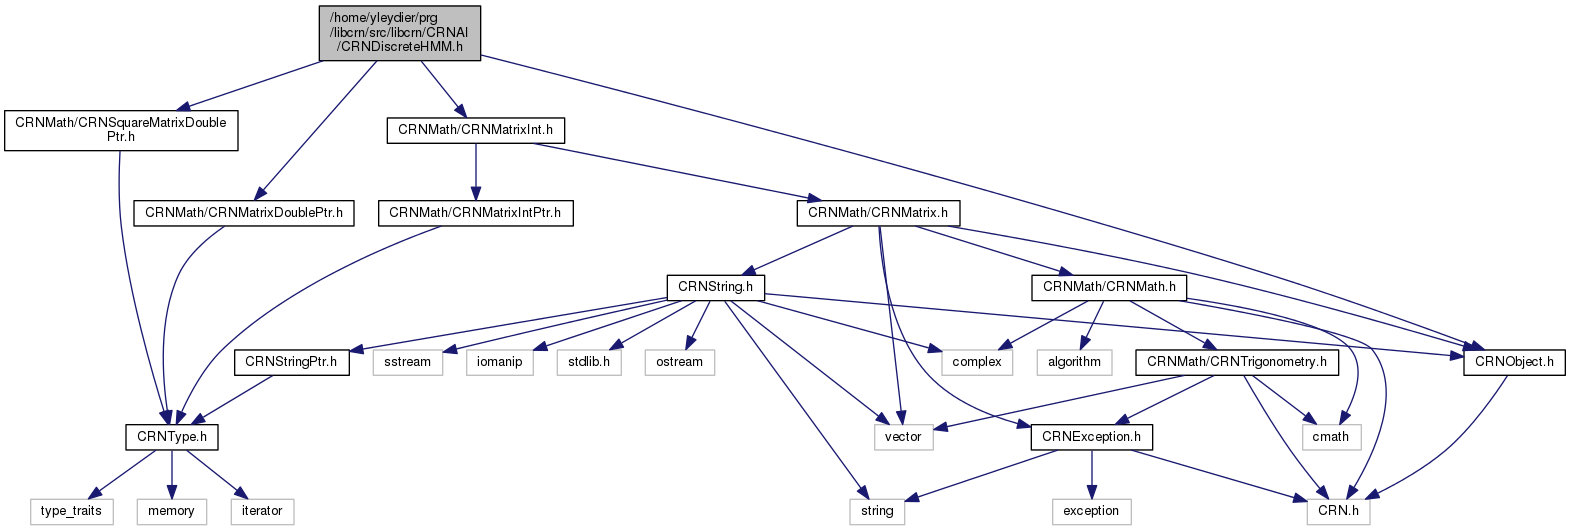 /home/yleydier/prg
/libcrn/src/libcrn/CRNAI
/CRNDiscreteHMM.h
CRNMath/CRNSquareMatrixDouble
Ptr.h
CRNMath/CRNMatrixInt.h
CRNMath/CRNMatrixDoublePtr.h
CRNMath/CRNMatrixIntPtr.h
CRNMath/CRNMatrix.h
CRNString.h
CRNMath/CRNMath.h
CRNStringPtr.h
sstream
iomanip
stdlib.h
ostream
complex
algorithm
CRNMath/CRNTrigonometry.h
CRNObject.h
CRNType.h
vector
CRNException.h
cmath
type_traits
memory
iterator
string
exception
CRN.h